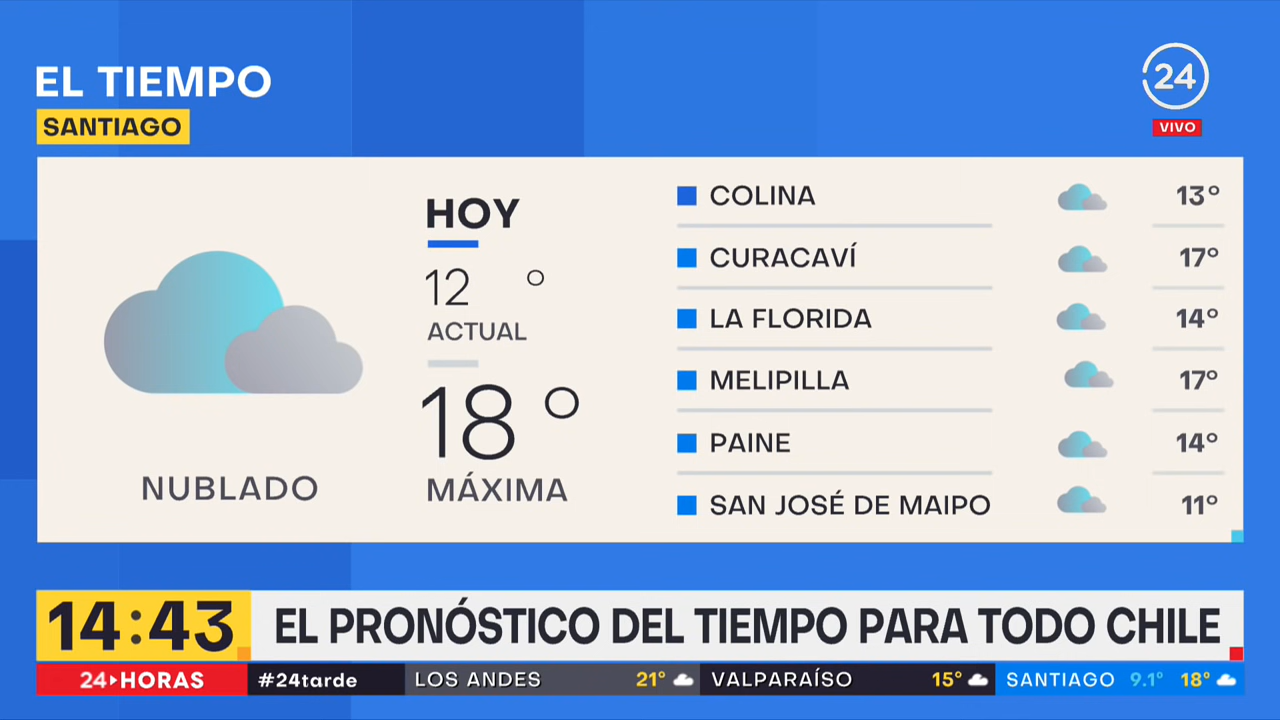 EL TIEMPO
SANTIAGO
24
VIVO
NUBLADO
HOY
12 °
ACTUAL
18 °
MÁXIMA
COLINA 13°
CURACAVÍ 17°
LA FLORIDA 14°
MELIPILLA 17°
PAINE 14°
SAN JOSÉ DE MAIPO 11°
14:43 EL PRONÓSTICO DEL TIEMPO PARA TODO CHILE
24 HORAS #24tarde LOS ANDES 21° VALPARAÍSO 15° SANTIAGO 9.1° 18°